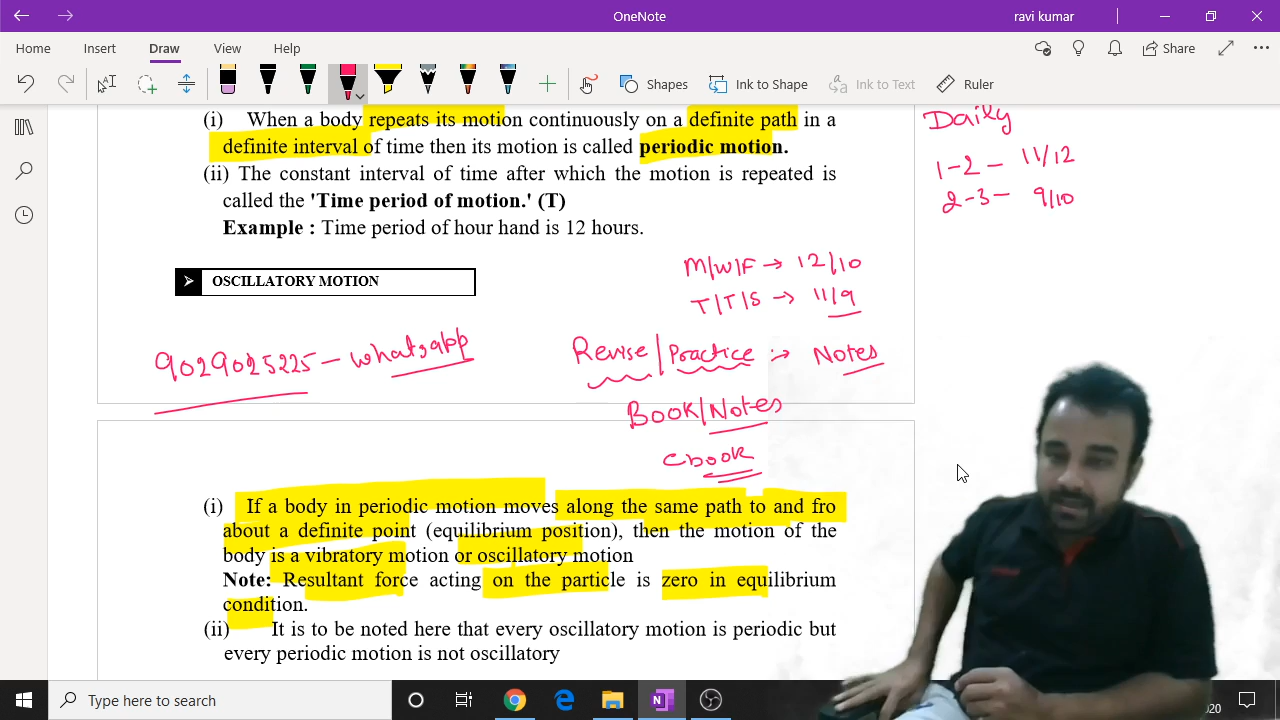 OneNote
ravi kumar
Home Insert Draw View Help
Share
Shapes
Ink to Shape
Ink to Text
Ruler
(i) When a body repeats its motion continuously on a definite path in a
definite interval of time then its motion is called periodic motion.
(ii) The constant interval of time after which the motion is repeated is
called the 'Time period of motion.' (T)
Example : Time period of hour hand is 12 hours.
Daily
1-2 - 11/12
2-3 - 9/10
OSCILLATORY MOTION
M/W/F → 12/10
T/T/S → 11/9
9029025225 - whatsapp
Revise/Practice → Notes
Book/Notes
ebook
(i) If a body in periodic motion moves along the same path to and fro
about a definite point (equilibrium position), then the motion of the
body is a vibratory motion or oscillatory motion
Note: Resultant force acting on the particle is zero in equilibrium
condition.
(ii) It is to be noted here that every oscillatory motion is periodic but
every periodic motion is not oscillatory
Type here to search